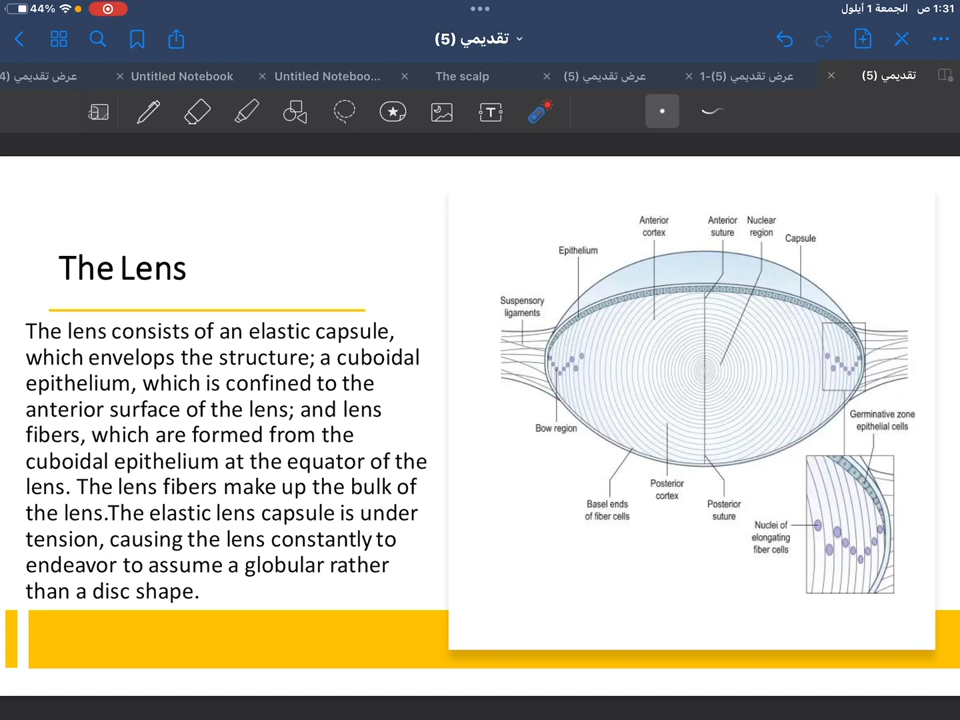 44%
1:31 ص الجمعة 1 أيلول
تقديمي (5)
عرض تقديمي (4
Untitled Notebook
Untitled Noteboo...
The scalp
عرض تقديمي (5)
عرض تقديمي (5)-1
تقديمي (5)
The Lens
The lens consists of an elastic capsule,
which envelops the structure; a cuboidal
epithelium, which is confined to the
anterior surface of the lens; and lens
fibers, which are formed from the
cuboidal epithelium at the equator of the
lens. The lens fibers make up the bulk of
the lens.The elastic lens capsule is under
tension, causing the lens constantly to
endeavor to assume a globular rather
than a disc shape.
Anterior
cortex
Anterior
suture
Nuclear
region
Capsule
Epithelium
Suspensory
ligaments
Bow region
Germinative zone
epithelial cells
Basel ends
of fiber cells
Posterior
cortex
Posterior
suture
Nuclei of
elongating
fiber cells